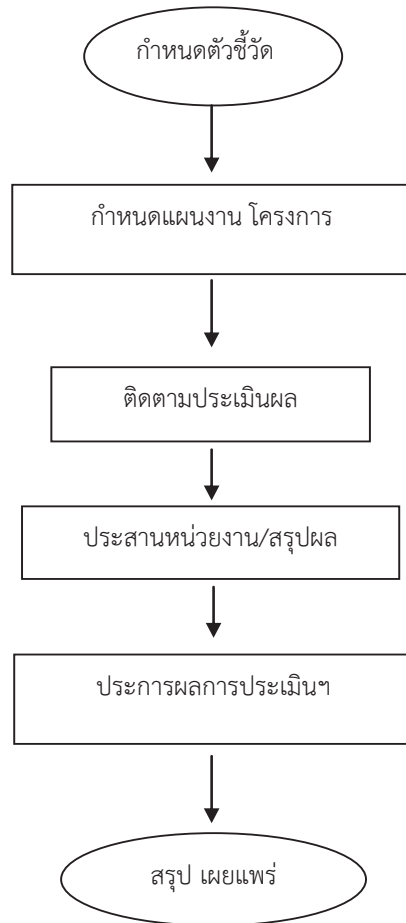 กำหนดตัวชี้วัด
กำหนดแผนงาน โครงการ
ติดตามประเมินผล
ประสานหน่วยงาน/สรุปผล
ประการผลการประเมินฯ
สรุป เผยแพร่